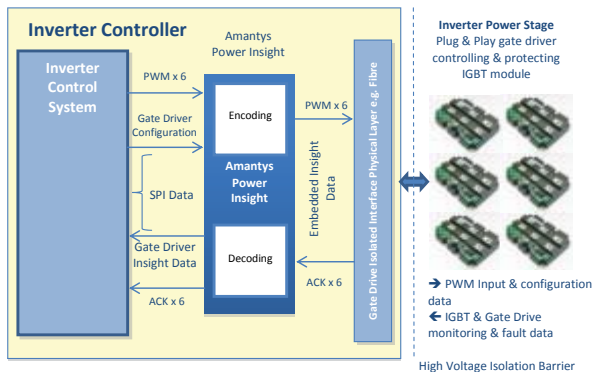 Inverter Controller
Amantys
Power Insight
Inverter
Control
System
PWM x 6
Gate Driver
Configuration
SPI Data
Gate Driver
Insight Data
ACK x 6
Encoding
Amantys
Power
Insight
Decoding
PWM x 6
Embedded Insight
Data
ACK x 6
Gate Drive Isolated Interface Physical Layer e.g. Fibre
Inverter Power Stage
Plug & Play gate driver
controlling & protecting
IGBT module
➔ PWM Input & configuration
data
← IGBT & Gate Drive
monitoring & fault data
High Voltage Isolation Barrier